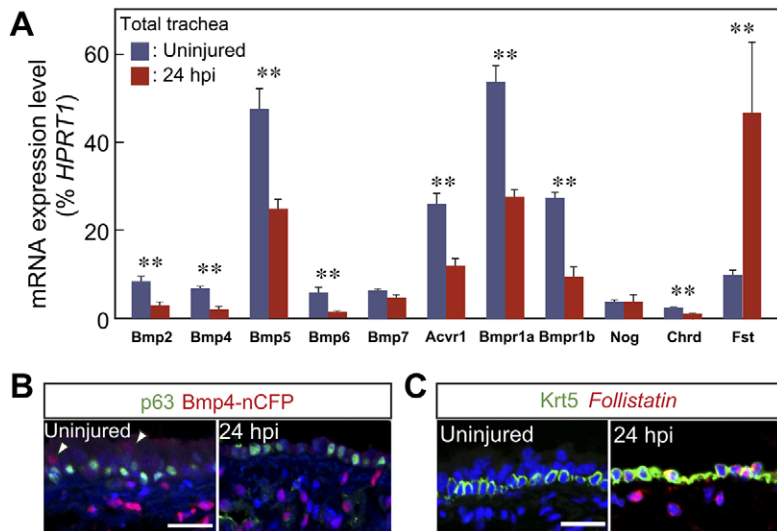 A
Total trachea
: Uninjured
: 24 hpi
mRNA expression level
(% HPRT1)
60
40
20
0
** ** ** ** ** ** ** ** **
Bmp2 Bmp4 Bmp5 Bmp6 Bmp7 Acvr1 Bmpr1a Bmpr1b Nog Chrd Fst
B
p63 Bmp4-nCFP
Uninjured
24 hpi
C
Krt5 Follistatin
Uninjured
24 hpi